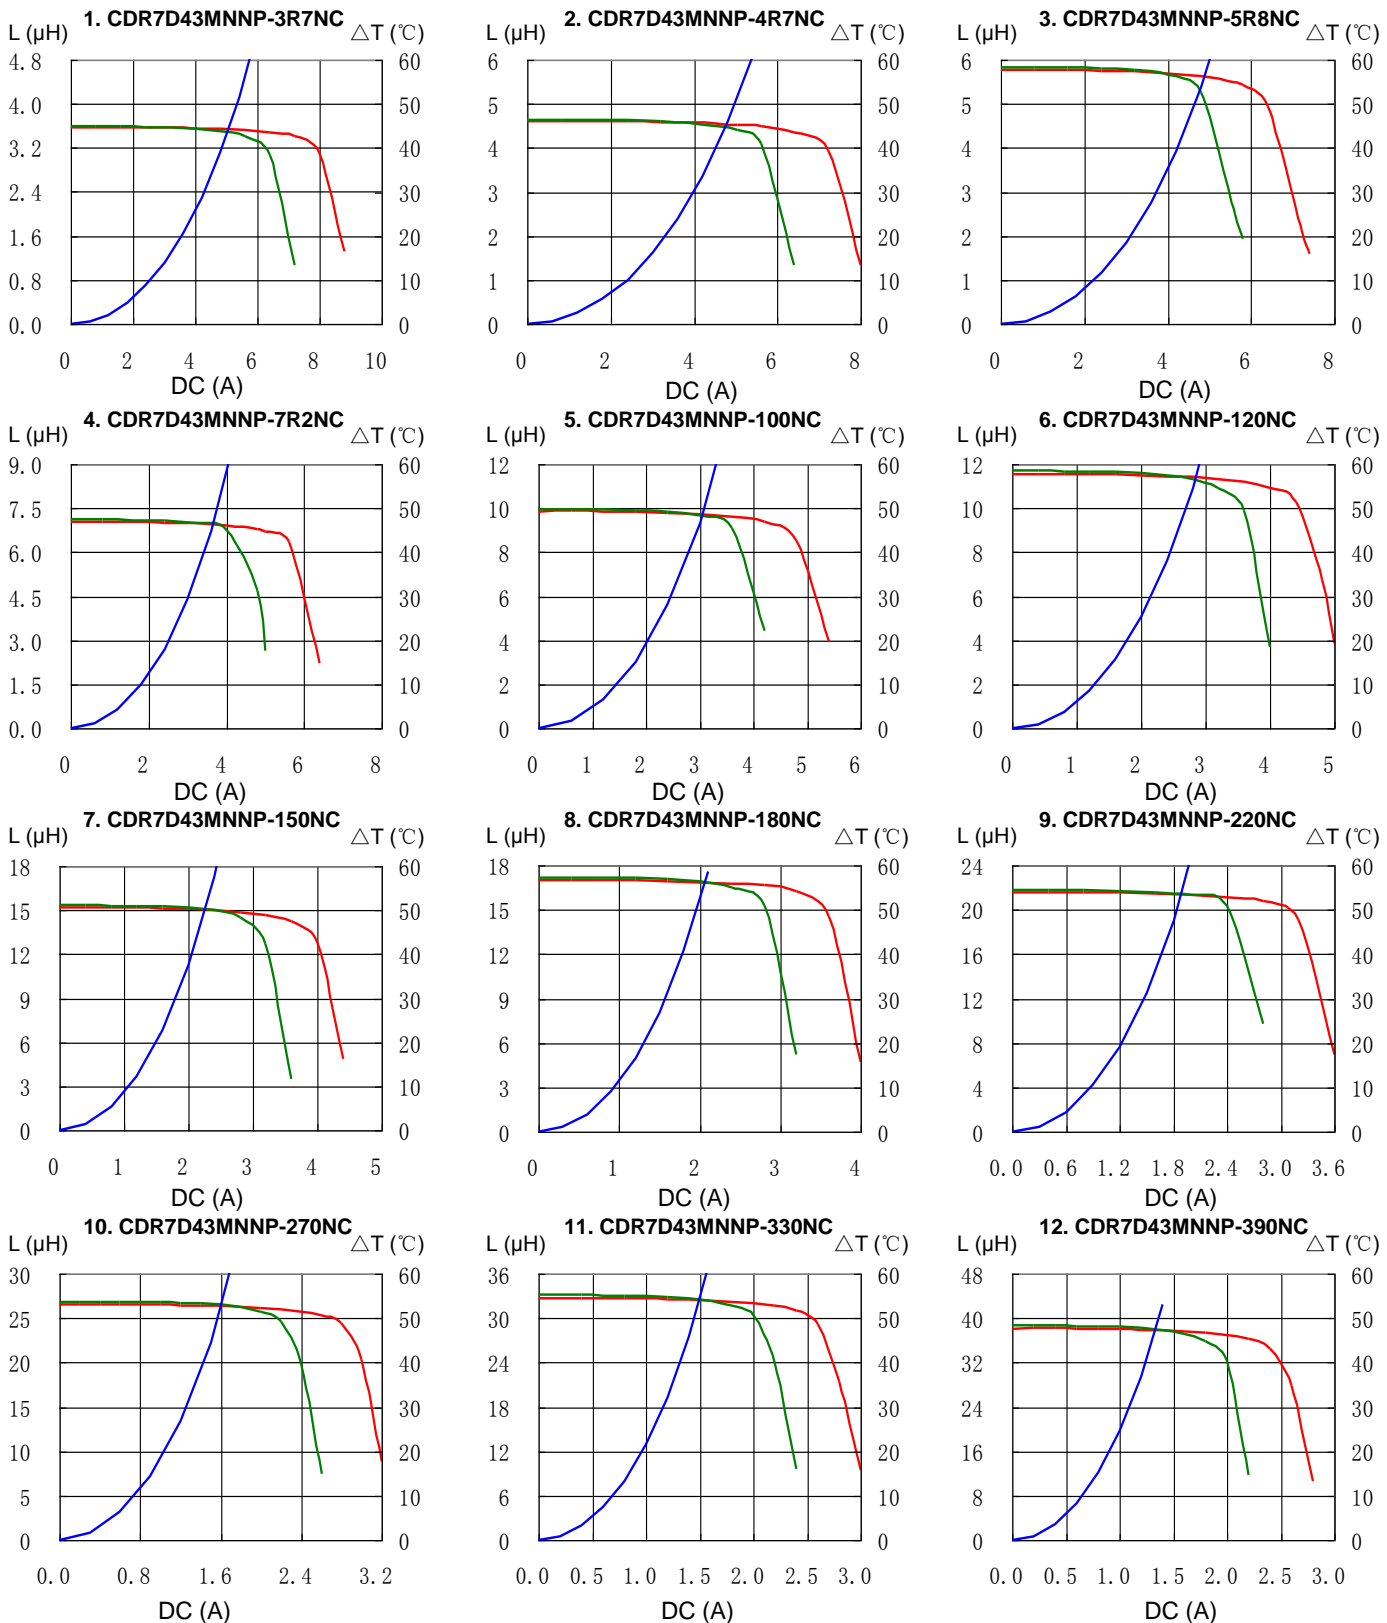 1. CDR7D43MNNP-3R7NC
L (μH)
△T (℃)
4.8
4.0
3.2
2.4
1.6
0.8
0.0
60
50
40
30
20
10
0
0 2 4 6 8 10
DC (A)
2. CDR7D43MNNP-4R7NC
L (μH)
△T (℃)
6
5
4
3
2
1
0
60
50
40
30
20
10
0
0 2 4 6 8
DC (A)
3. CDR7D43MNNP-5R8NC
L (μH)
△T (℃)
6
5
4
3
2
1
0
60
50
40
30
20
10
0
0 2 4 6 8
DC (A)
4. CDR7D43MNNP-7R2NC
L (μH)
△T (℃)
9.0
7.5
6.0
4.5
3.0
1.5
0.0
60
50
40
30
20
10
0
0 2 4 6 8
DC (A)
5. CDR7D43MNNP-100NC
L (μH)
△T (℃)
12
10
8
6
4
2
0
60
50
40
30
20
10
0
0 1 2 3 4 5 6
DC (A)
6. CDR7D43MNNP-120NC
L (μH)
△T (℃)
12
10
8
6
4
2
0
60
50
40
30
20
10
0
0 1 2 3 4 5
DC (A)
7. CDR7D43MNNP-150NC
L (μH)
△T (℃)
18
15
12
9
6
3
0
60
50
40
30
20
10
0
0 1 2 3 4 5
DC (A)
8. CDR7D43MNNP-180NC
L (μH)
△T (℃)
18
15
12
9
6
3
0
60
50
40
30
20
10
0
0 1 2 3 4
DC (A)
9. CDR7D43MNNP-220NC
L (μH)
△T (℃)
24
20
16
12
8
4
0
60
50
40
30
20
10
0
0.0 0.6 1.2 1.8 2.4 3.0 3.6
DC (A)
10. CDR7D43MNNP-270NC
L (μH)
△T (℃)
30
25
20
15
10
5
0
60
50
40
30
20
10
0
0.0 0.8 1.6 2.4 3.2
DC (A)
11. CDR7D43MNNP-330NC
L (μH)
△T (℃)
36
30
24
18
12
6
0
60
50
40
30
20
10
0
0.0 0.5 1.0 1.5 2.0 2.5 3.0
DC (A)
12. CDR7D43MNNP-390NC
L (μH)
△T (℃)
48
40
32
24
16
8
0
60
50
40
30
20
10
0
0.0 0.5 1.0 1.5 2.0 2.5 3.0
DC (A)